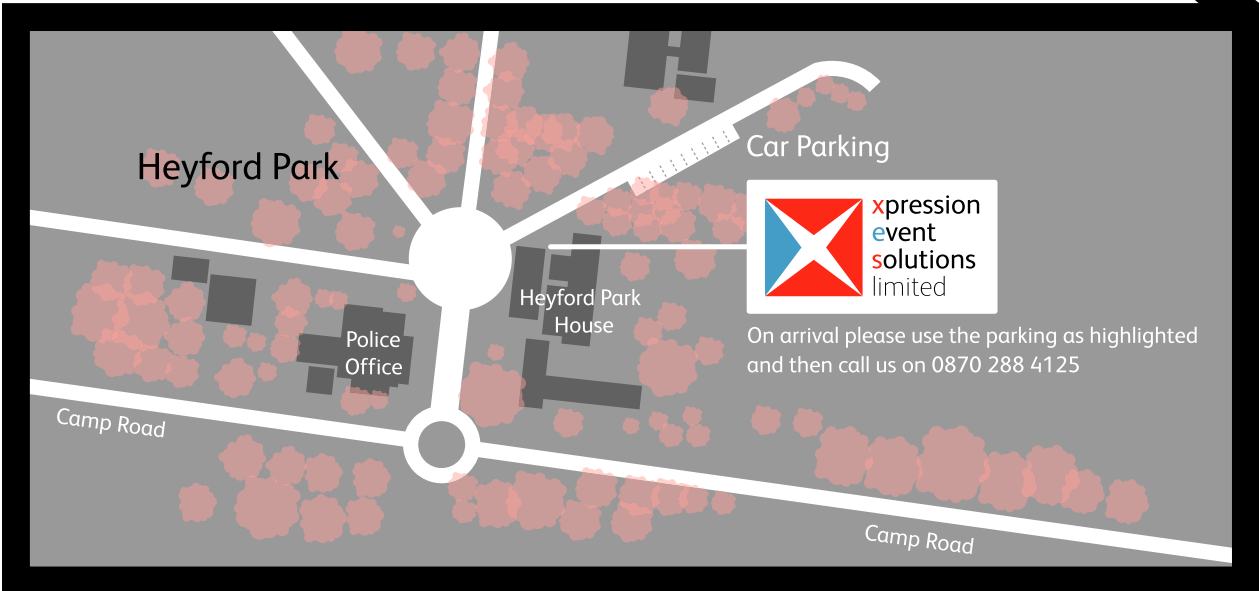 Heyford Park
Car Parking
xpression
event
solutions
limited
Heyford Park
House
Police
Office
On arrival please use the parking as highlighted
and then call us on 0870 288 4125
Camp Road
Camp Road